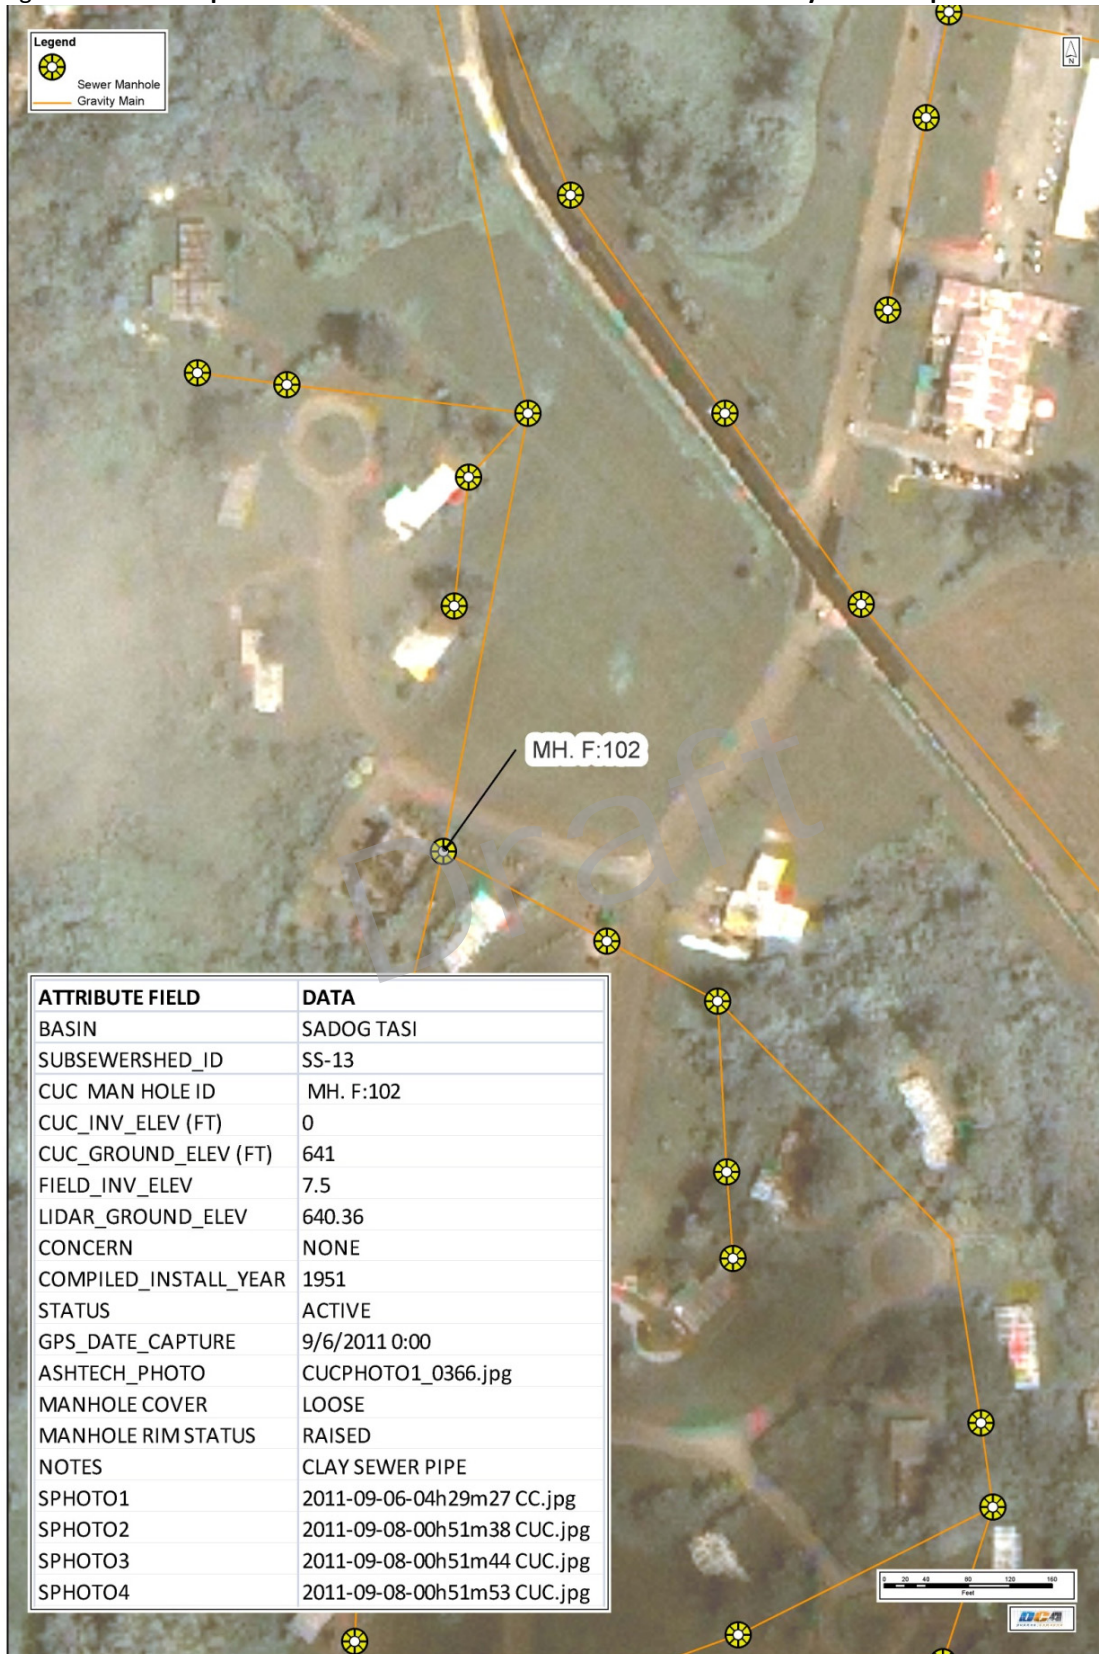 Legend
Sewer Manhole
Gravity Main
N
MH. F:102
Draft
ATTRIBUTE FIELD DATA
BASIN SADOG TASI
SUBSEWERSHED_ID SS-13
CUC MAN HOLE ID MH. F:102
CUC_INV_ELEV (FT) 0
CUC_GROUND_ELEV (FT) 641
FIELD_INV_ELEV 7.5
LIDAR_GROUND_ELEV 640.36
CONCERN NONE
COMPILED_INSTALL_YEAR 1951
STATUS ACTIVE
GPS_DATE_CAPTURE 9/6/2011 0:00
ASHTECH_PHOTO CUCPHOTO1_0366.jpg
MANHOLE COVER LOOSE
MANHOLE RIM STATUS RAISED
NOTES CLAY SEWER PIPE
SPHOTO1 2011-09-06-04h29m27 CC.jpg
SPHOTO2 2011-09-08-00h51m38 CUC.jpg
SPHOTO3 2011-09-08-00h51m44 CUC.jpg
SPHOTO4 2011-09-08-00h51m53 CUC.jpg
0 20 40 80 120 160
Feet